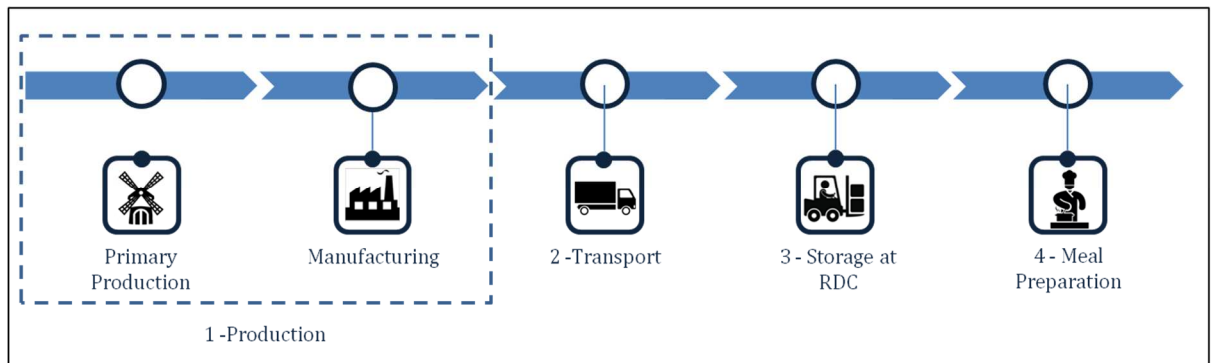 Primary
Production
Manufacturing
2 -Transport
3 - Storage at
RDC
4 - Meal
Preparation
1 -Production